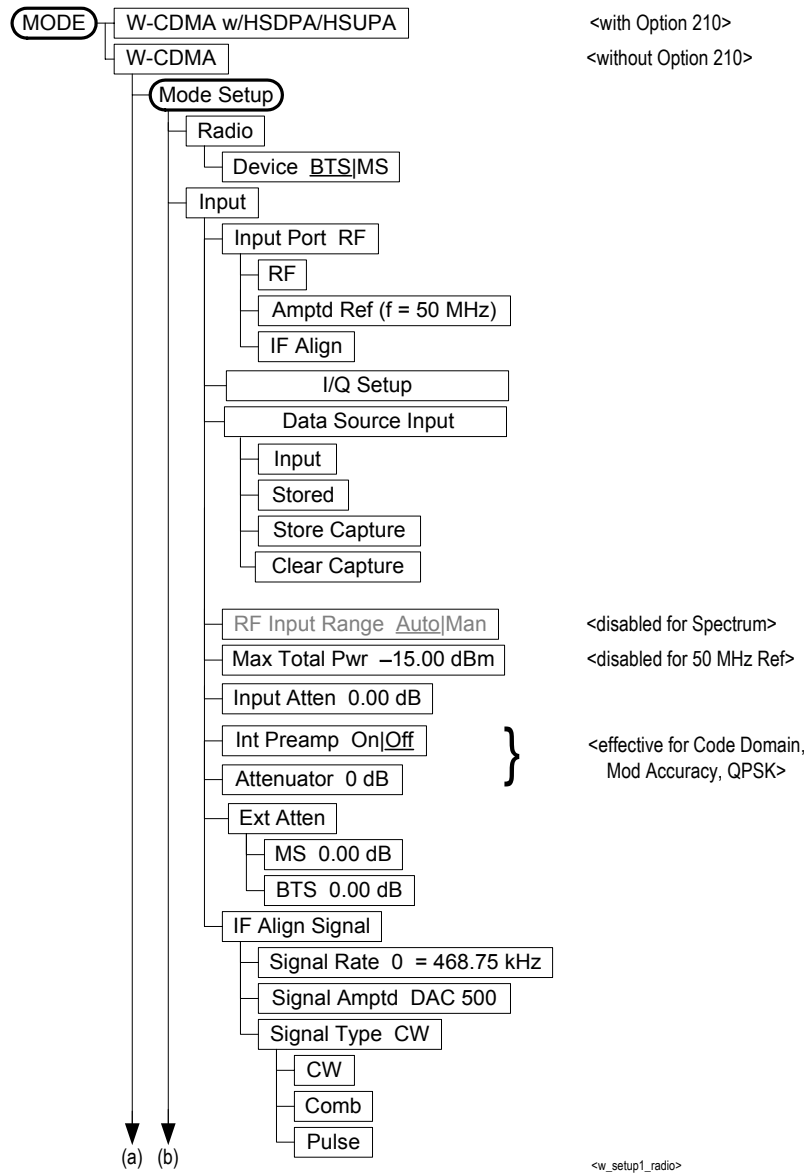 MODE W-CDMA w/HSDPA/HSUPA <with Option 210>
W-CDMA <without Option 210>
Mode Setup
Radio
Device BTS|MS
Input
Input Port RF
RF
Amptd Ref (f = 50 MHz)
IF Align
I/Q Setup
Data Source Input
Input
Stored
Store Capture
Clear Capture
RF Input Range Auto|Man <disabled for Spectrum>
Max Total Pwr –15.00 dBm <disabled for 50 MHz Ref>
Input Atten 0.00 dB
Int Preamp On|Off } <effective for Code Domain,
Attenuator 0 dB Mod Accuracy, QPSK>
Ext Atten
MS 0.00 dB
BTS 0.00 dB
IF Align Signal
Signal Rate 0 = 468.75 kHz
Signal Amptd DAC 500
Signal Type CW
CW
Comb
Pulse
(a) (b) <w_setup1_radio>